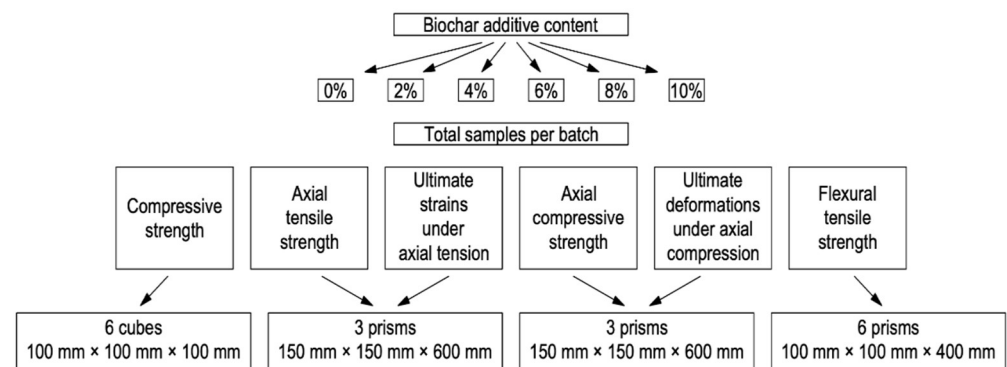 Biochar additive content
0%
2%
4%
6%
8%
10%
Total samples per batch
Compressive
strength
Axial
tensile
strength
Ultimate
strains
under
axial tension
Axial
compressive
strength
Ultimate
deformations
under axial
compression
Flexural
tensile
strength
6 cubes
100 mm × 100 mm × 100 mm
3 prisms
150 mm × 150 mm × 600 mm
3 prisms
150 mm × 150 mm × 600 mm
6 prisms
100 mm × 100 mm × 400 mm